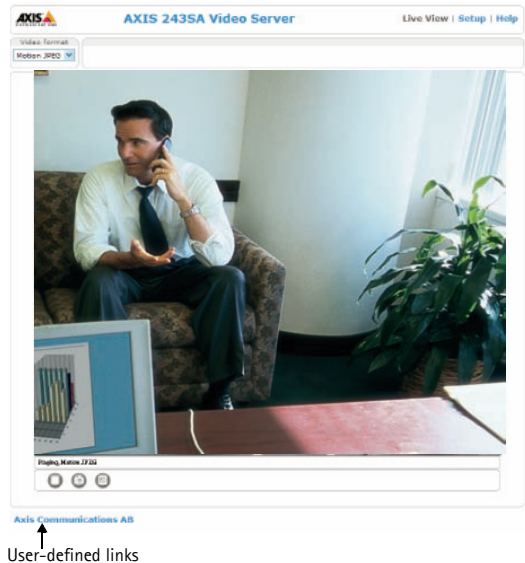 AXIS
AXIS 243SA Video Server
Live View | Setup | Help
Video format
Motion JPEG
Playing, Motion JPEG
Axis Communications AB
User-defined links